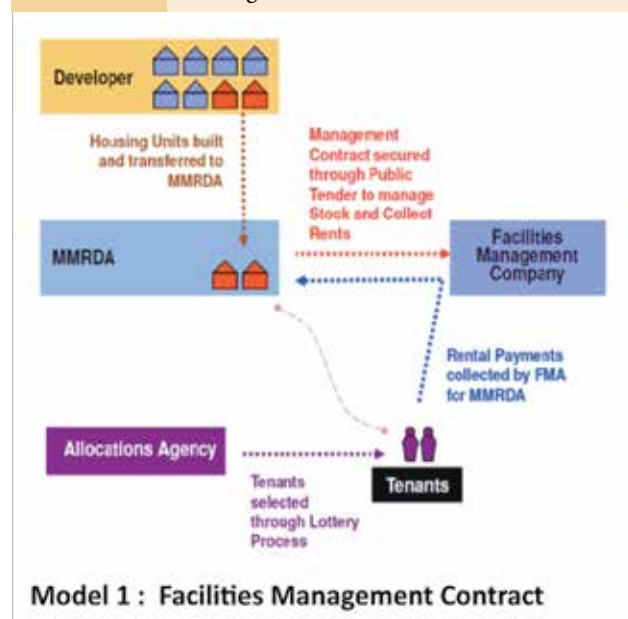 Developer
Housing Units built
and transferred to
MMRDA
Management
Contract secured
through Public
Tender to manage
Stock and Collect
Rents
MMRDA
Facilities
Management
Company
Rental Payments
collected by FMA
for MMRDA
Allocations Agency
Tenants
selected
through Lottery
Process
Tenants
Model 1 : Facilities Management Contract